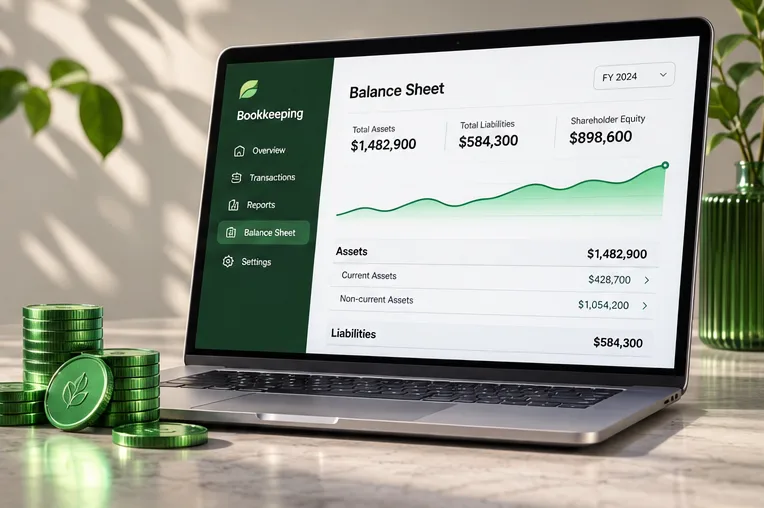 Bookkeeping
Overview
Transactions
Reports
Balance Sheet
Settings
Balance Sheet
FY 2024
Total Assets
$1,482,900
Total Liabilities
$584,300
Shareholder Equity
$898,600
Assets $1,482,900
Current Assets $428,700
Non-current Assets $1,054,200
Liabilities $584,300